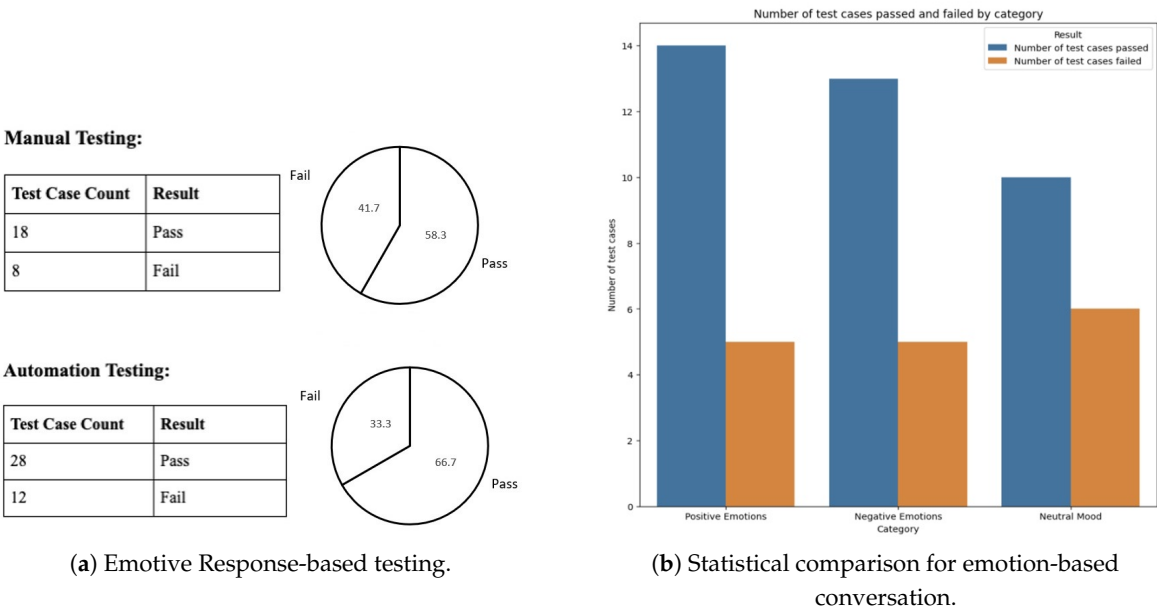 Manual Testing:
Test Case Count Result
18 Pass
8 Fail
Fail
41.7
58.3
Pass
Automation Testing:
Test Case Count Result
28 Pass
12 Fail
Fail
33.3
66.7
Pass
(a) Emotive Response-based testing.
Number of test cases passed and failed by category
Result
Number of test cases passed
Number of test cases failed
Number of test cases
14
12
10
8
6
4
2
0
Positive Emotions Negative Emotions Neutral Mood
Category
(b) Statistical comparison for emotion-based
conversation.